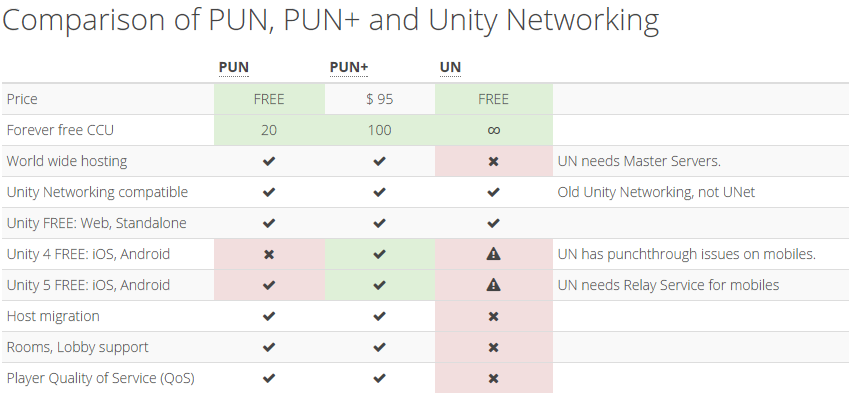 Comparison of PUN, PUN+ and Unity Networking
PUN PUN+ UN
Price FREE $ 95 FREE
Forever free CCU 20 100 ∞
World wide hosting ✔ ✔ ✖ UN needs Master Servers.
Unity Networking compatible ✔ ✔ ✔ Old Unity Networking, not UNet
Unity FREE: Web, Standalone ✔ ✔ ✔
Unity 4 FREE: iOS, Android ✖ ✔ ⚠ UN has punchthrough issues on mobiles.
Unity 5 FREE: iOS, Android ✔ ✔ ⚠ UN needs Relay Service for mobiles
Host migration ✔ ✔ ✖
Rooms, Lobby support ✔ ✔ ✖
Player Quality of Service (QoS) ✔ ✔ ✖